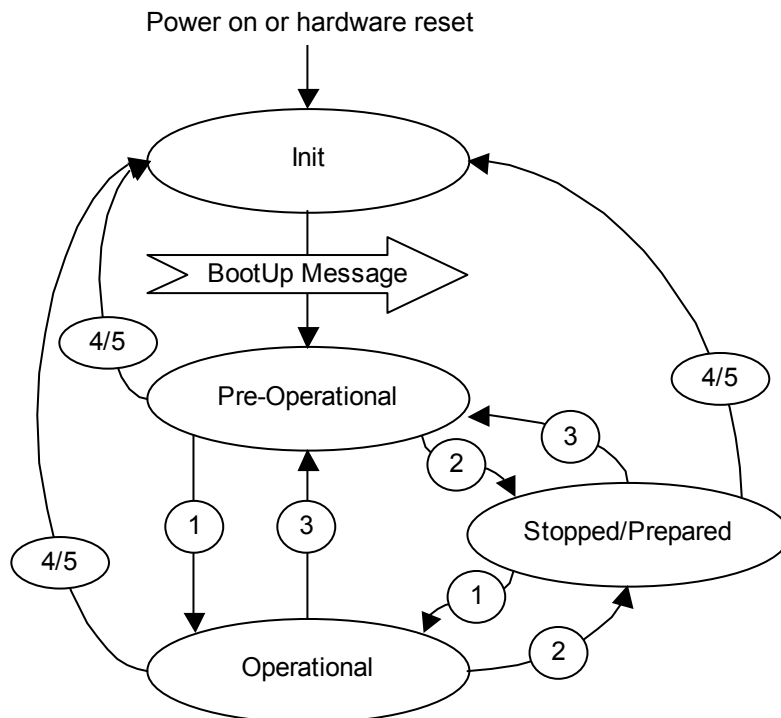 Power on or hardware reset
Init
BootUp Message
4/5
Pre-Operational
4/5
3
2
1
3
Stopped/Prepared
4/5
1
2
Operational